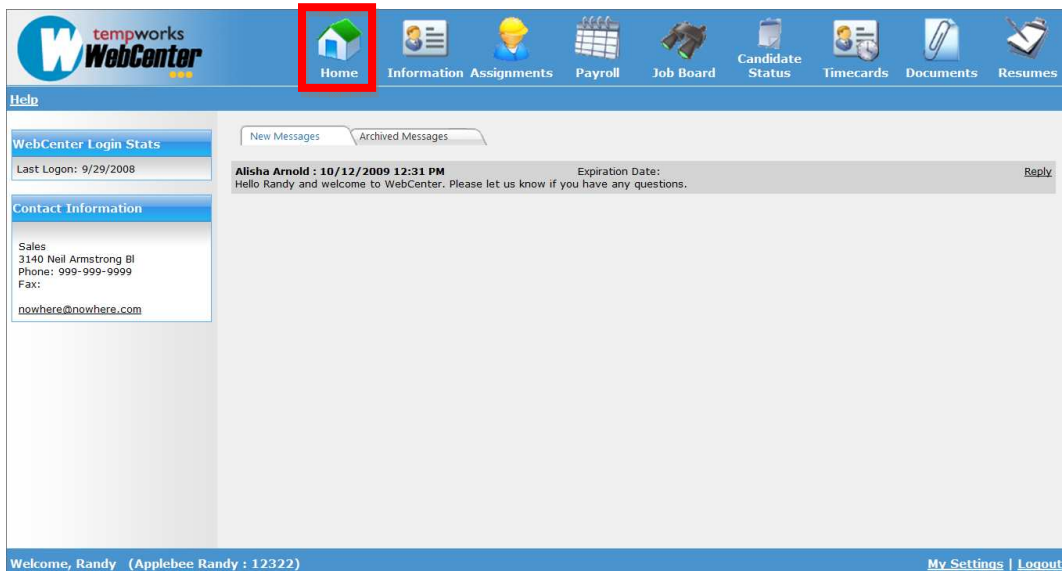 tempworks
WebCenter
Home
Information
Assignments
Payroll
Job Board
Candidate
Status
Timecards
Documents
Resumes
Help
WebCenter Login Stats
Last Logon: 9/29/2008
Contact Information
Sales
3140 Neil Armstrong Bl
Phone: 999-999-9999
Fax:
nowhere@nowhere.com
New Messages
Archived Messages
Alisha Arnold : 10/12/2009 12:31 PM
Expiration Date:
Reply
Hello Randy and welcome to WebCenter. Please let us know if you have any questions.
Welcome, Randy (Applebee Randy : 12322)
My Settings | Logout